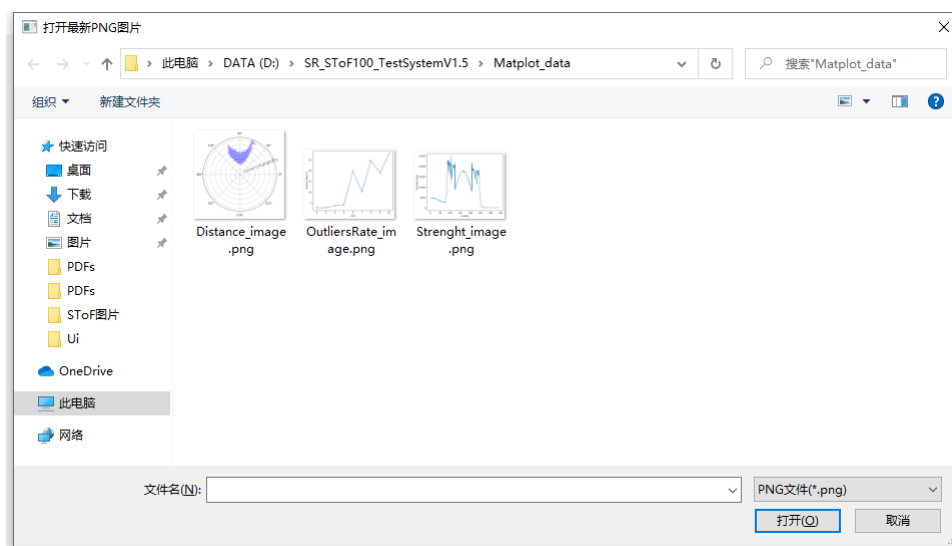 打开最新PNG图片
此电脑 › DATA (D:) › SR_SToF100_TestSystemV1.5 › Matplot_data
搜索"Matplot_data"
组织 新建文件夹
快速访问
桌面
下载
文档
图片
PDFs
PDFs
SToF图片
Ui
OneDrive
此电脑
网络
Distance_image
.png
OutliersRate_im
age.png
Strenght_image
.png
文件名(N):
PNG文件(*.png)
打开(O) 取消